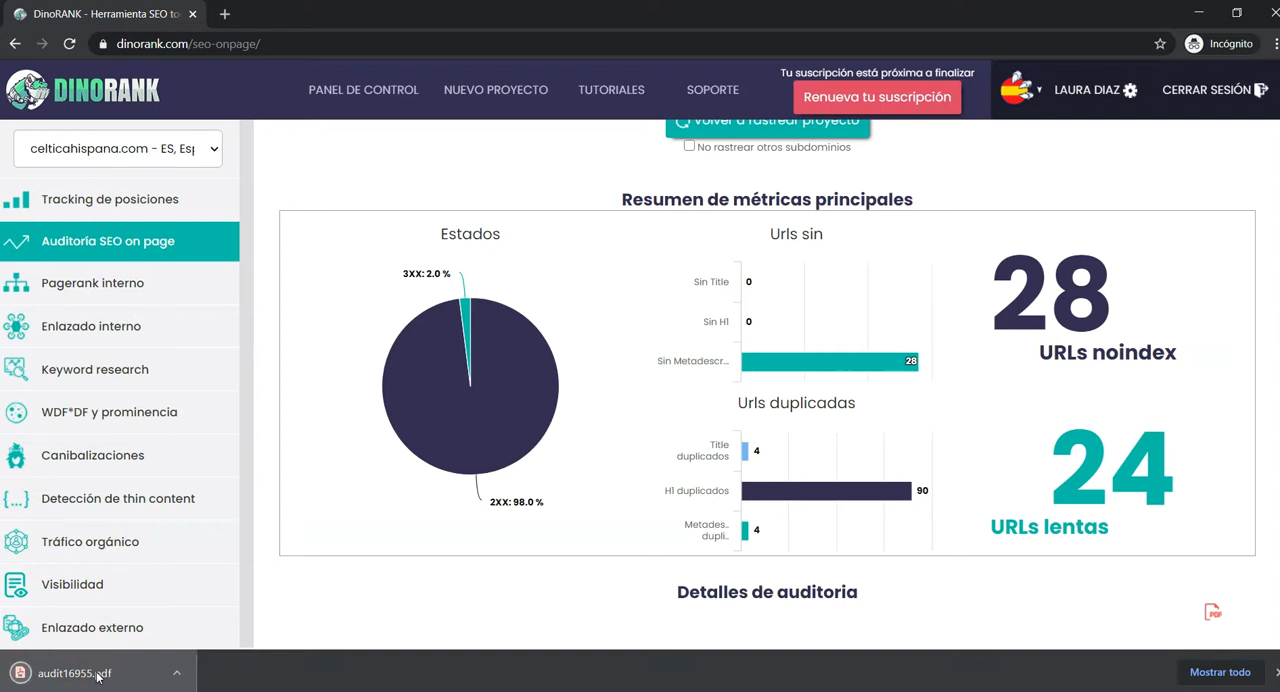 DinoRank - Herramienta SEO to
dinorank.com/seo-onpage/
Incógnito
DINORANK
PANEL DE CONTROL
NUEVO PROYECTO
TUTORIALES
SOPORTE
Tu suscripción está próxima a finalizar
Renueva tu suscripción
LAURA DIAZ
CERRAR SESIÓN
celticahispana.com - ES, Esp
Tracking de posiciones
Auditoría SEO on page
Pagerank interno
Enlazado interno
Keyword research
WDF*DF y prominencia
Canibalizaciones
Detección de thin content
Tráfico orgánico
Visibilidad
Enlazado externo
Volver a rastrear proyecto
No rastrear otros subdominios
Resumen de métricas principales
Estados
3XX: 2.0 %
2XX: 98.0 %
Urls sin
Sin Title 0
Sin H1 0
Sin Metadescr... 28
Urls duplicadas
Title
duplicados 4
H1 duplicados 90
Metades..
dupli.. 4
28
URLs noindex
24
URLs lentas
Detalles de auditoria
PDF
audit16955.pdf
Mostrar todo